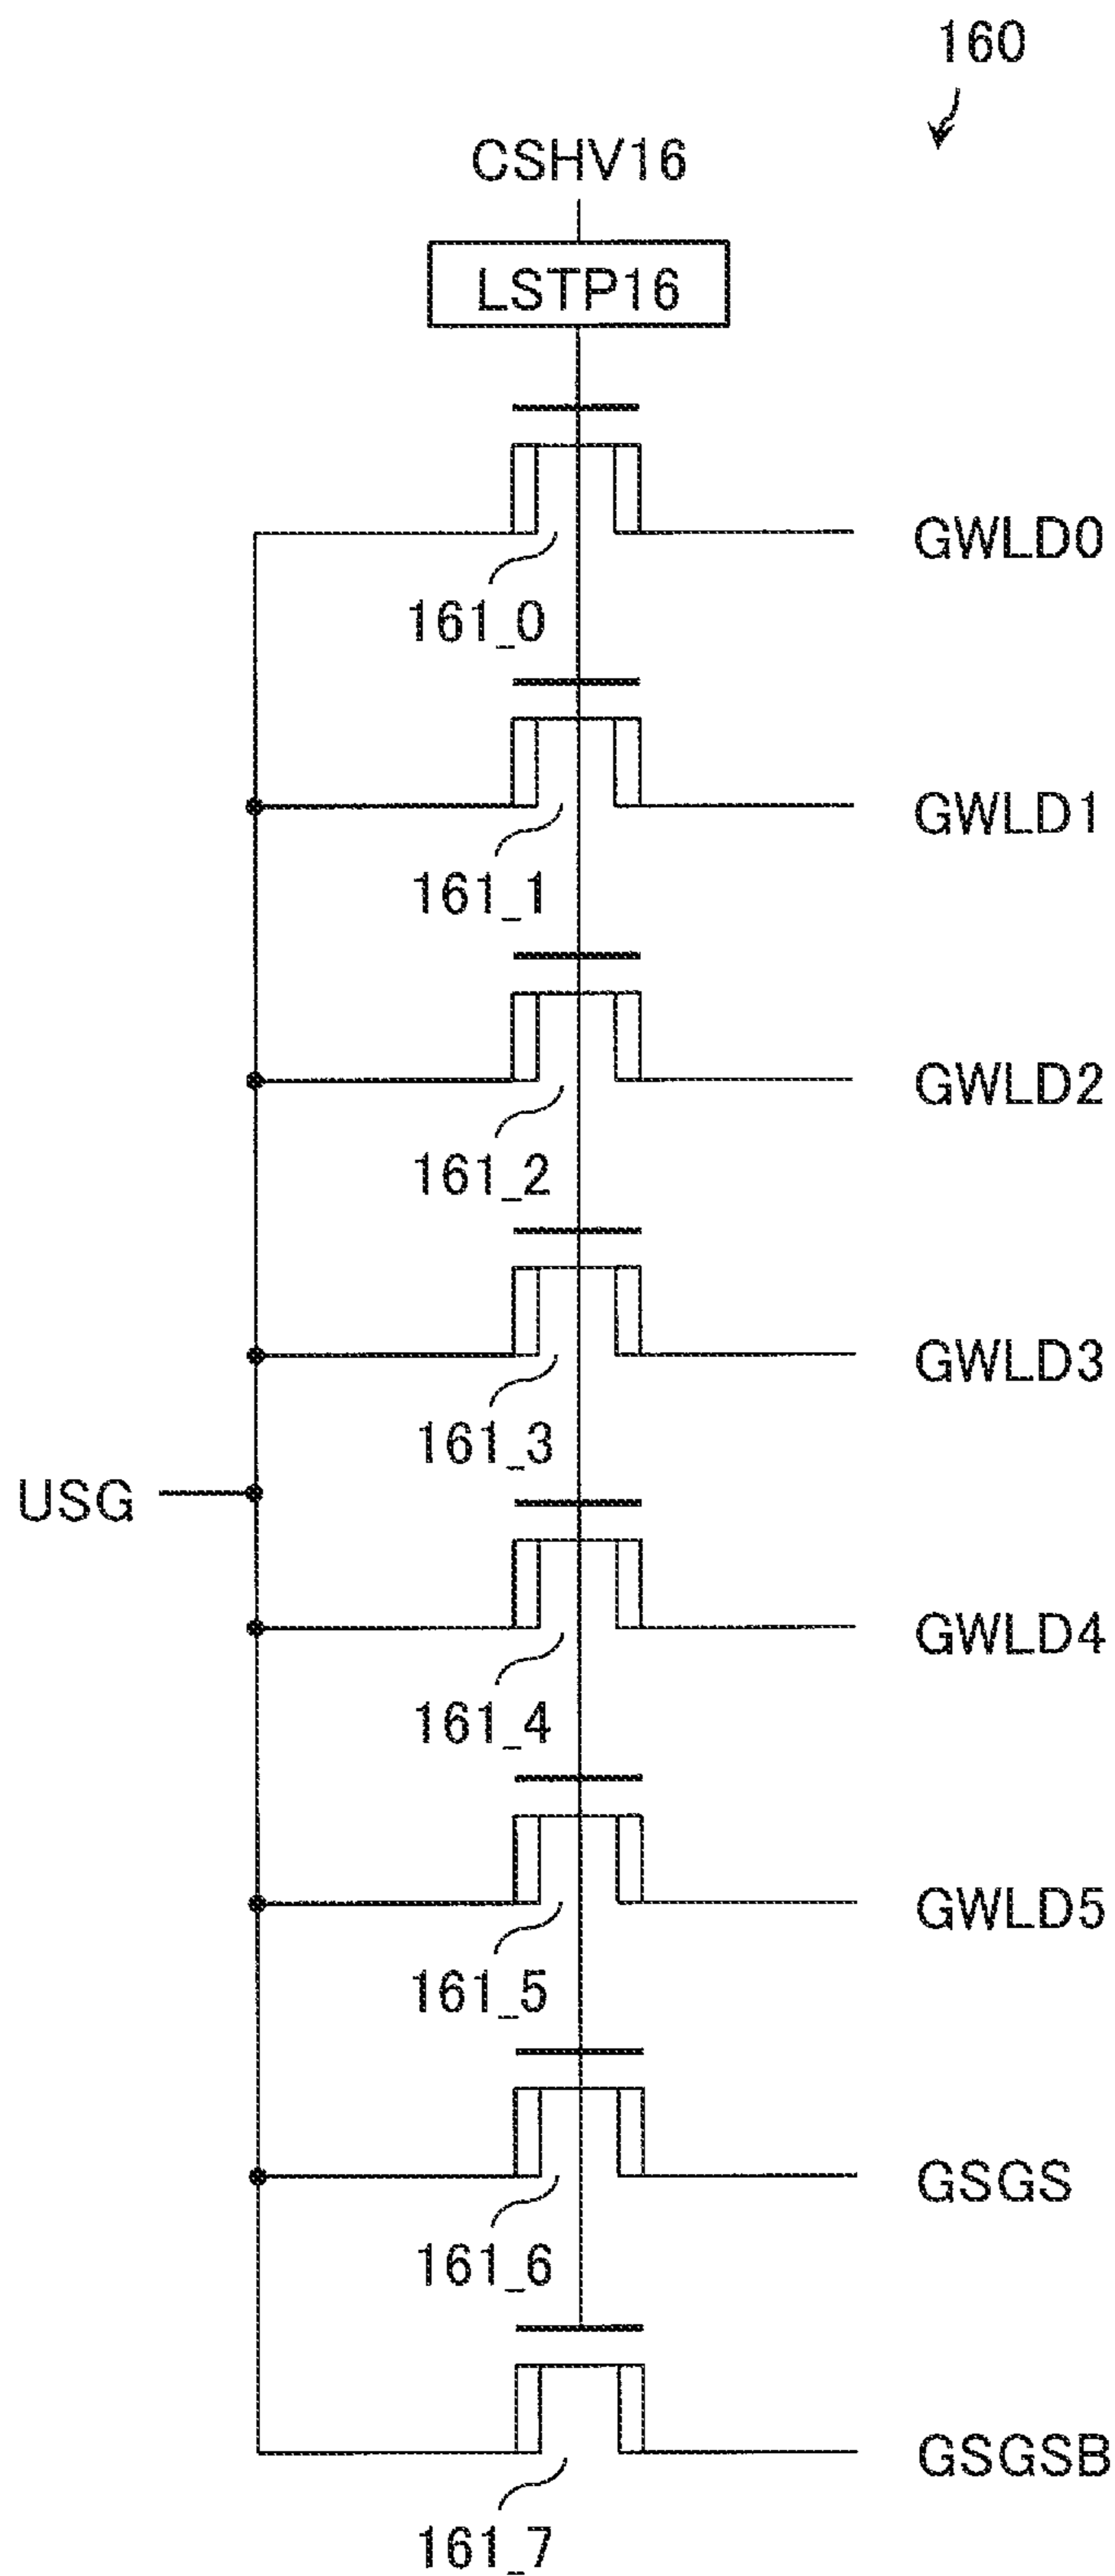 160
CSHV16
LSTP16
GWLD0
161_0
GWLD1
161_1
GWLD2
161_2
GWLD3
161_3
USG
GWLD4
161_4
GWLD5
161_5
GSGS
161_6
GSGSB
161_7